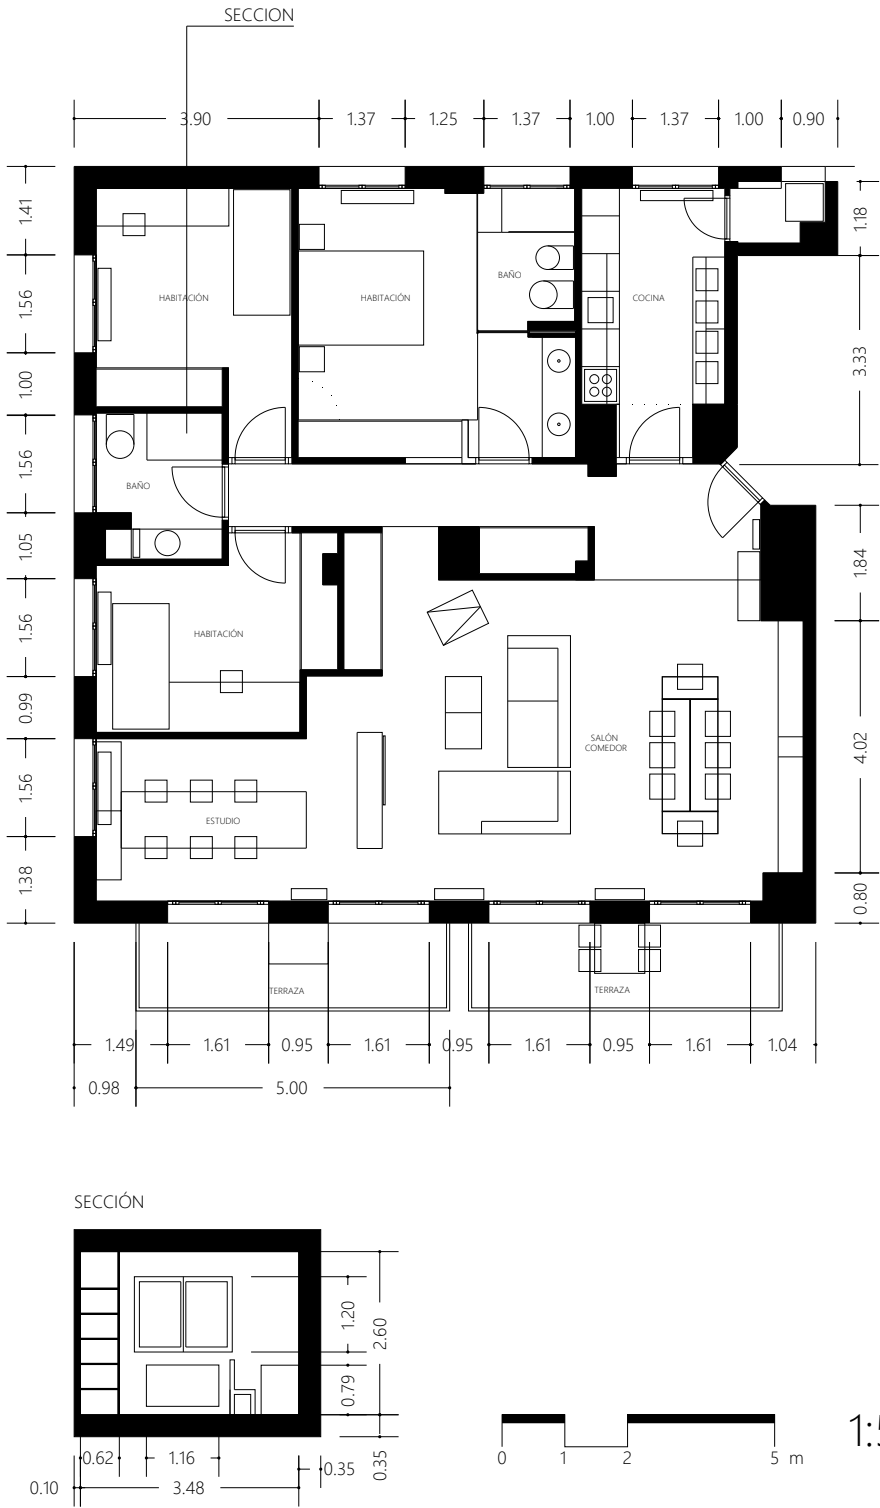 SECCION
3.90 1.37 1.25 1.37 1.00 1.37 1.00 0.90
1.41
1.18
1.56
HABITACIÓN
HABITACIÓN
BAÑO
COCINA
3.33
1.00
1.56
BAÑO
1.05
1.84
1.56
HABITACIÓN
0.99
SALÓN
COMEDOR
4.02
1.56
ESTUDIO
1.38
0.80
TERRAZA
TERRAZA
1.49 1.61 0.95 1.61 0.95 1.61 0.95 1.61 1.04
0.98 5.00
SECCIÓN
1.20
2.60
0.79
0.62 1.16 0.35
0.35
0.10 3.48
0 1 2 5 m